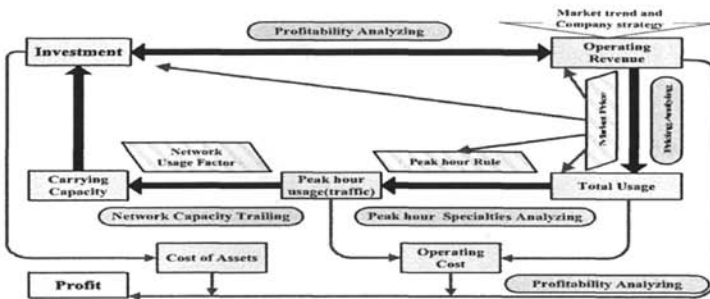 Market trend and
Company strategy
Profitability Analyzing
Investment
Operating
Revenue
Market Price
Pricing Analyzing
Network
Usage Factor
Peak hour Rule
Carrying
Capacity
Peak hour
usage(traffic)
Total Usage
Network Capacity Trailing
Peak hour Specialties Analyzing
Cost of Assets
Operating
Cost
Profit
Profitability Analyzing